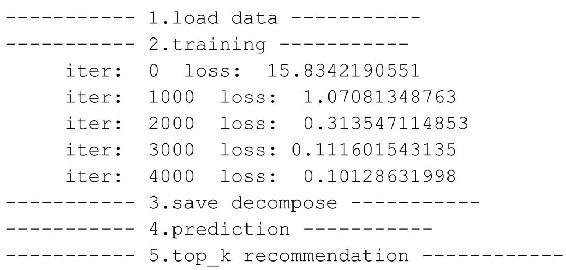 ----------- 1.load data -----------
----------- 2.training -----------
iter: 0 loss: 15.8342190551
iter: 1000 loss: 1.07081348763
iter: 2000 loss: 0.313547114853
iter: 3000 loss: 0.111601543135
iter: 4000 loss: 0.10128631998
----------- 3.save decompose -----------
----------- 4.prediction -----------
----------- 5.top_k recommendation ------------